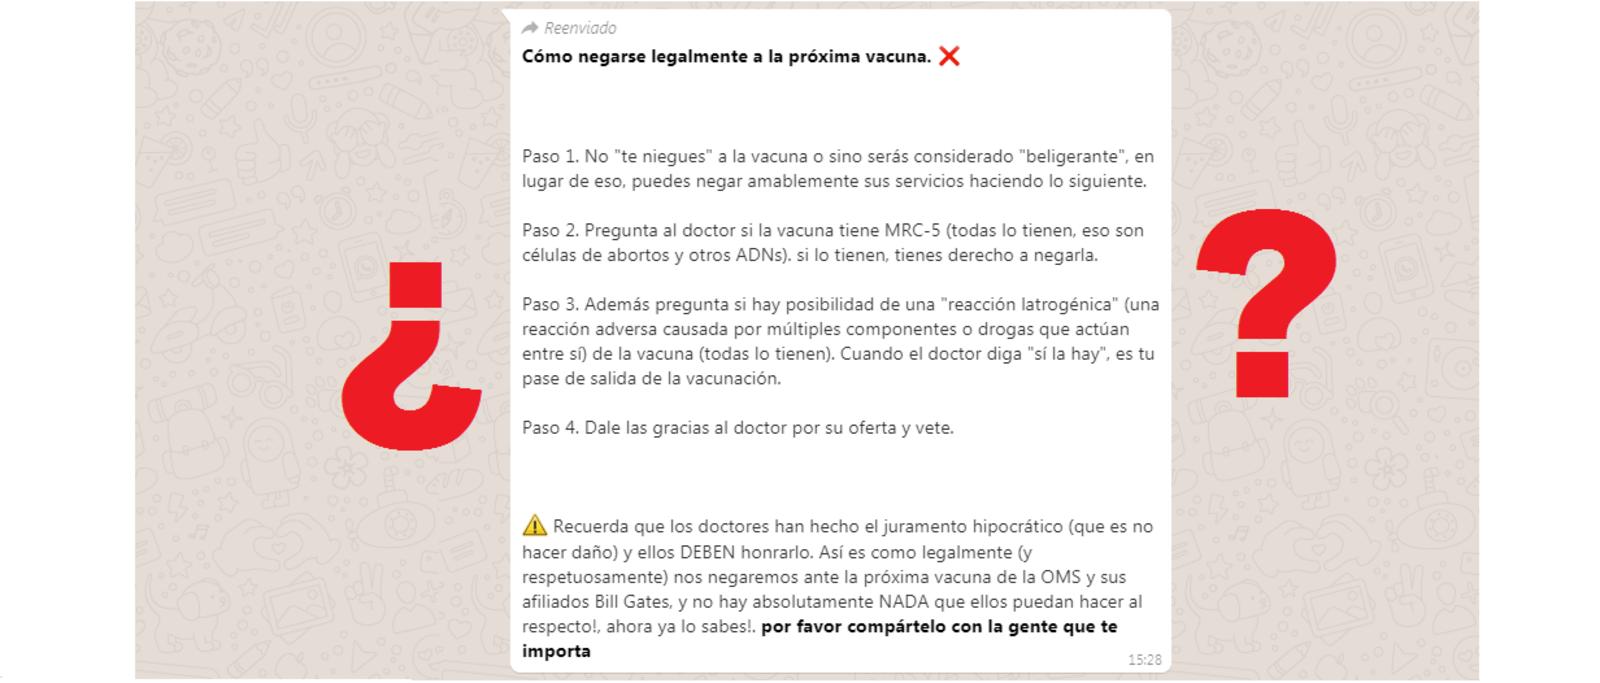 Reenviado
Cómo negarse legalmente a la próxima vacuna. ❌
Paso 1. No "te niegues" a la vacuna o sino serás considerado "beligerante", en
lugar de eso, puedes negar amablemente sus servicios haciendo lo siguiente.
Paso 2. Pregunta al doctor si la vacuna tiene MRC-5 (todas lo tienen, eso son
células de abortos y otros ADNs). si lo tienen, tienes derecho a negarla.
Paso 3. Además pregunta si hay posibilidad de una "reacción Iatrogénica" (una
reacción adversa causada por múltiples componentes o drogas que actúan
entre sí) de la vacuna (todas lo tienen). Cuando el doctor diga "sí la hay", es tu
pase de salida de la vacunación.
Paso 4. Dale las gracias al doctor por su oferta y vete.
⚠️ Recuerda que los doctores han hecho el juramento hipocrático (que es no
hacer daño) y ellos DEBEN honrarlo. Así es como legalmente (y
respetuosamente) nos negaremos ante la próxima vacuna de la OMS y sus
afiliados Bill Gates, y no hay absolutamente NADA que ellos puedan hacer al
respecto!, ahora ya lo sabes!. por favor compártelo con la gente que te
importa
15:28
¿ ?